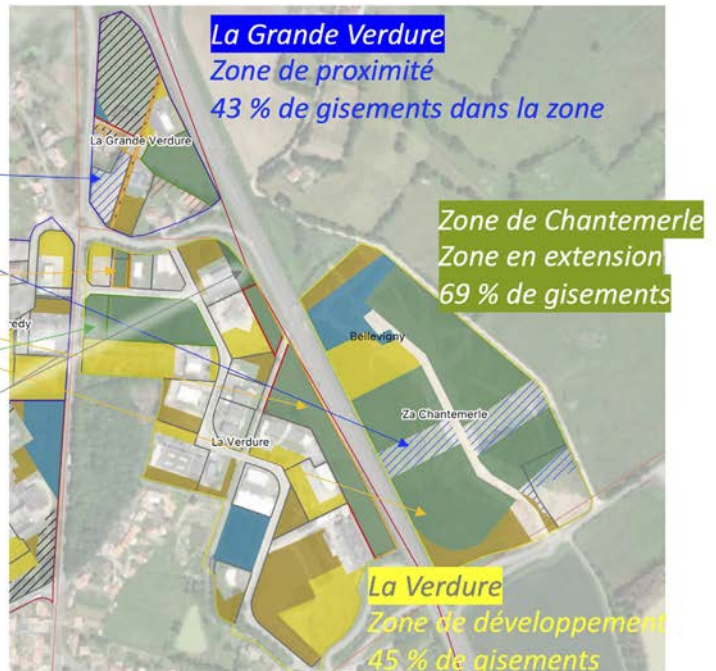 La Grande Verdure
Zone de proximité
43 % de gisements dans la zone
La Grande Verdure
Zone de Chantemerle
Zone en extension
69 % de gisements
Bellevigny
Za Chantemerle
La Verdure
La Verdure
Zone de développement
45 % de gisements